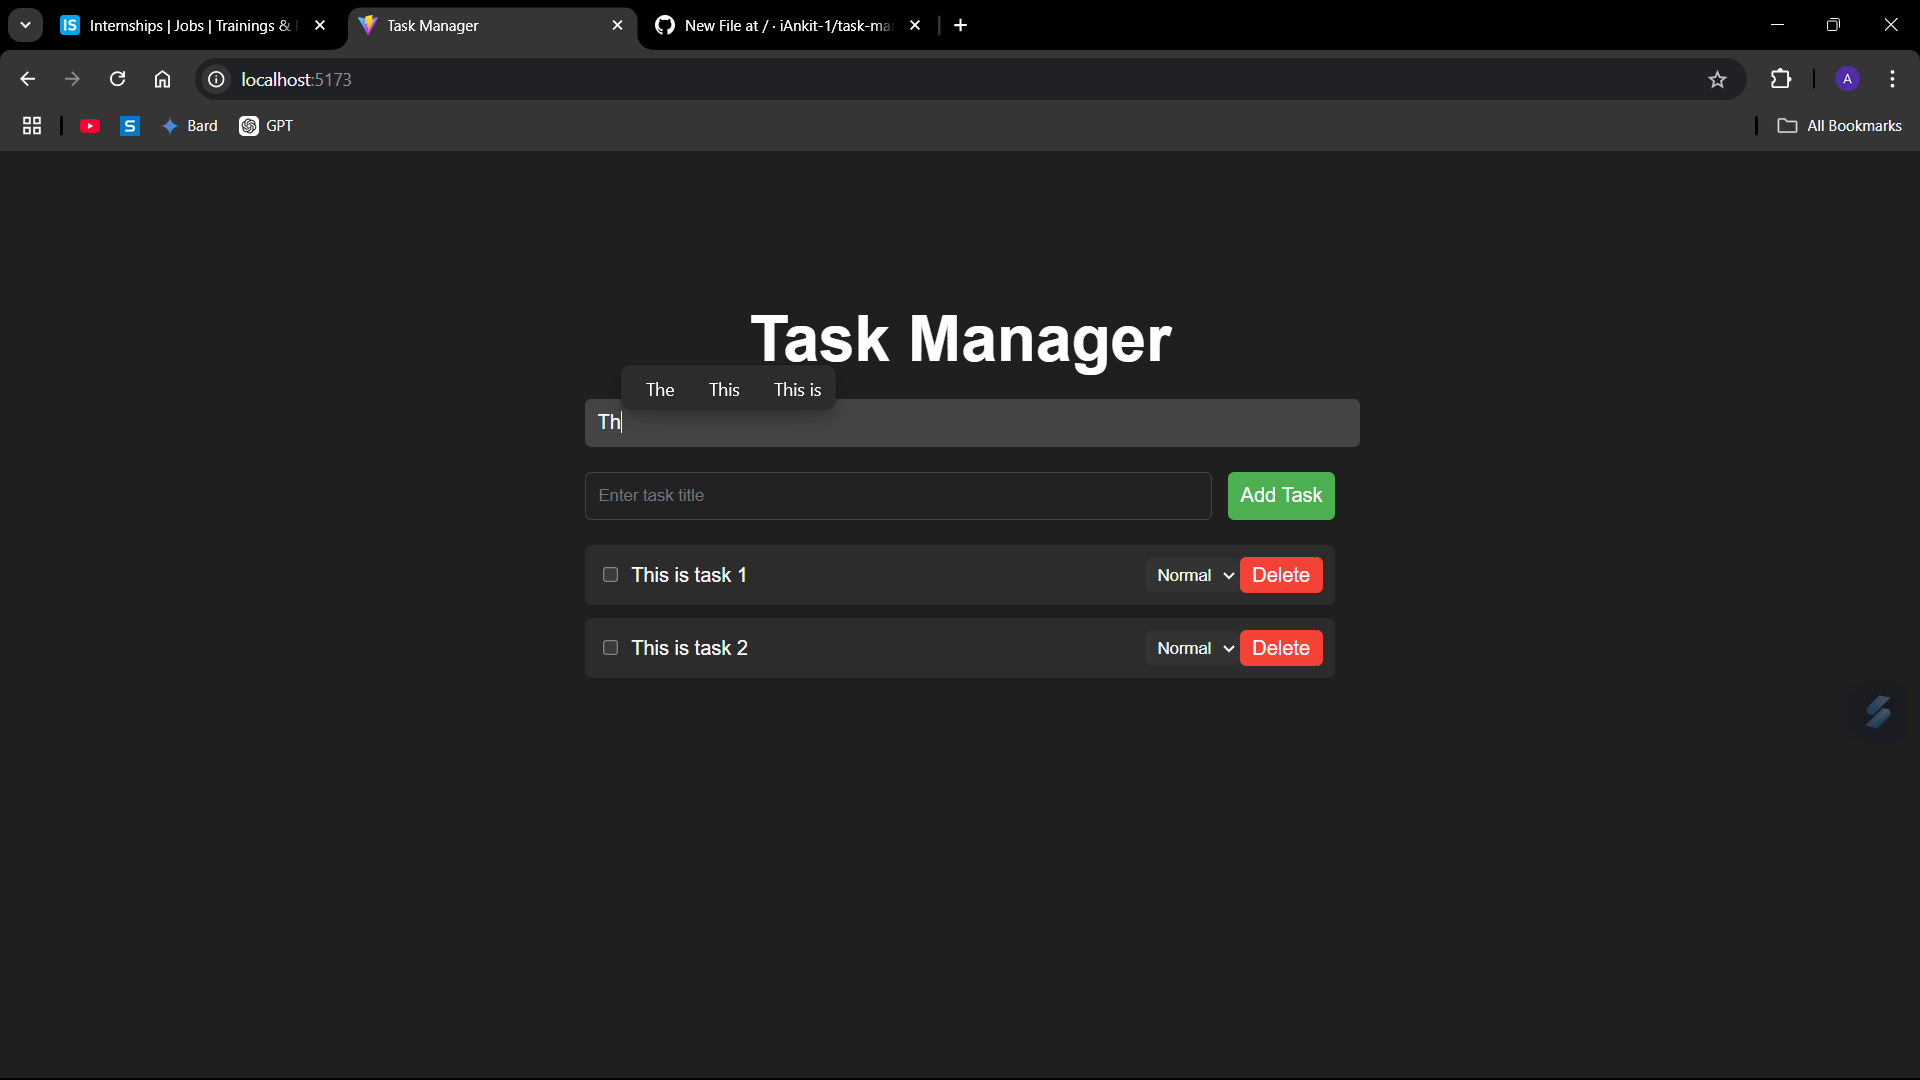 IS Internships | Jobs | Trainings &
Task Manager
New File at / · iAnkit-1/task-ma
localhost:5173
A
S
Bard
GPT
All Bookmarks
Task Manager
The This This is
Th
Enter task title
Add Task
This is task 1
Normal
Delete
This is task 2
Normal
Delete